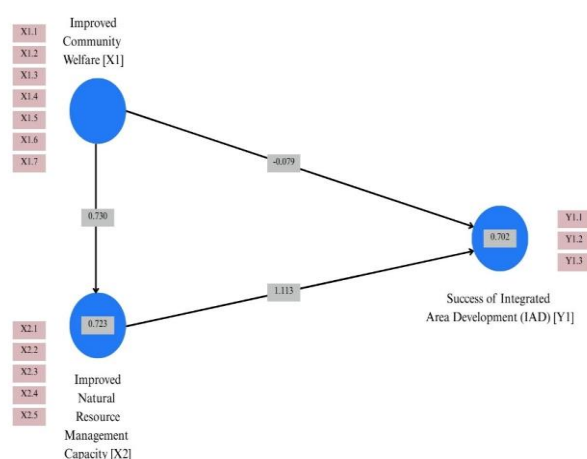 X1.1
X1.2
X1.3
X1.4
X1.5
X1.6
X1.7
Improved
Community
Welfare [X1]
-0.079
0.730
0.702
Y1.1
Y1.2
Y1.3
1.113
Success of Integrated
Area Development (IAD) [Y1]
0.723
X2.1
X2.2
X2.3
X2.4
X2.5
Improved
Natural
Resource
Management
Capacity [X2]